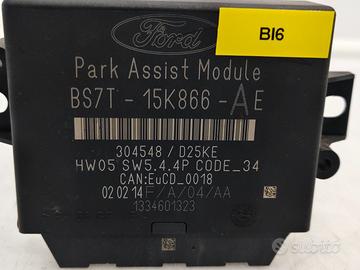 Ford
BI6
Park Assist Module
BS7T - 15K866 - AE
304548 / D25KE
HW05 SW5.4.4P CODE_34
CAN:EuCD_0018
020214F/A/04/AA
1334601323
subito